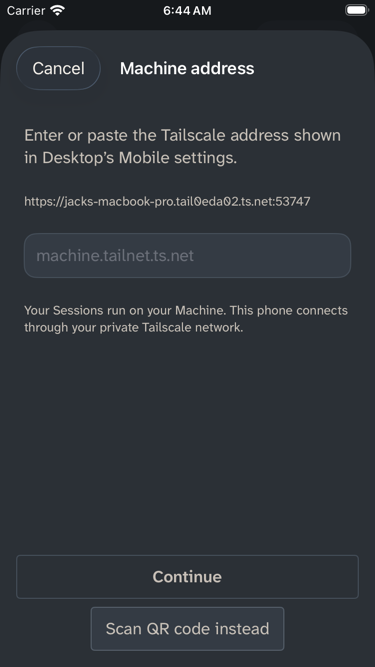 Carrier 6:44 AM
Cancel Machine address
Enter or paste the Tailscale address shown
in Desktop’s Mobile settings.
https://jacks-macbook-pro.tail0eda02.ts.net:53747
machine.tailnet.ts.net
Your Sessions run on your Machine. This phone connects
through your private Tailscale network.
Continue
Scan QR code instead